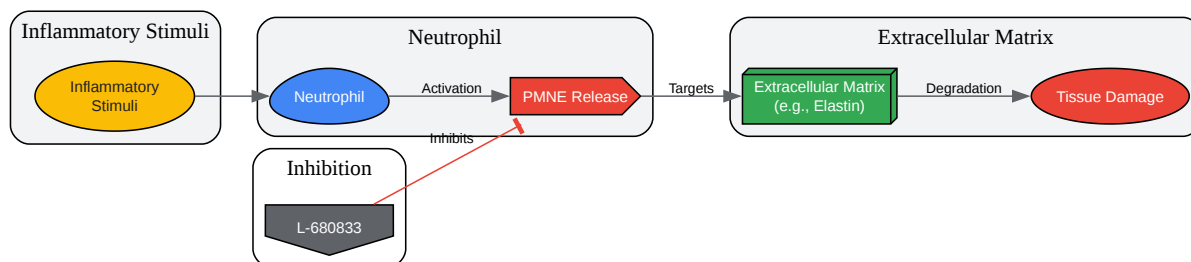 Inflammatory Stimuli
Inflammatory
Stimuli
Neutrophil
Neutrophil
Activation
PMNE Release
Targets
Extracellular Matrix
Extracellular Matrix
(e.g., Elastin)
Degradation
Tissue Damage
Inhibits
Inhibition
L-680833